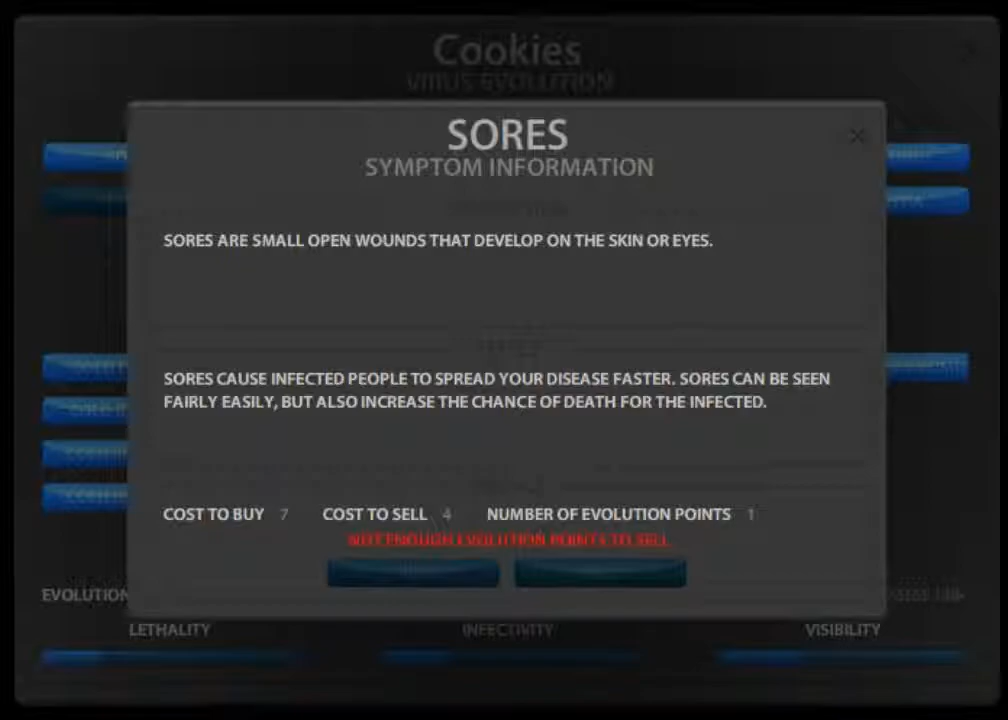 Cookies
VIRUS EVOLUTION
SORES
SYMPTOM INFORMATION
SORES ARE SMALL OPEN WOUNDS THAT DEVELOP ON THE SKIN OR EYES.
SORES CAUSE INFECTED PEOPLE TO SPREAD YOUR DISEASE FASTER. SORES CAN BE SEEN
FAIRLY EASILY, BUT ALSO INCREASE THE CHANCE OF DEATH FOR THE INFECTED.
COST TO BUY 7 COST TO SELL 4 NUMBER OF EVOLUTION POINTS 1
NOT ENOUGH EVOLUTION POINTS TO SELL
EVOLUTION
LETHALITY INFECTIVITY VISIBILITY